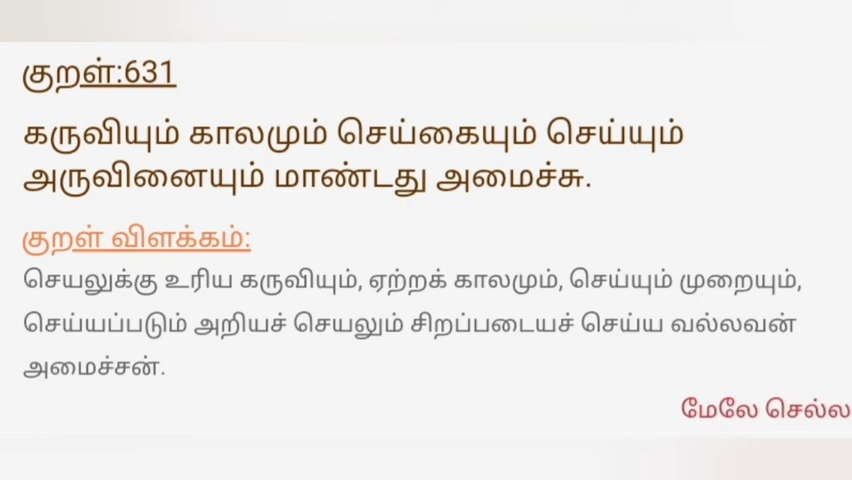 குறள்:631
கருவியும் காலமும் செய்கையும் செய்யும்
அருவினையும் மாண்டது அமைச்சு.
குறள் விளக்கம்:
செயலுக்கு உரிய கருவியும், ஏற்றக் காலமும், செய்யும் முறையும்,
செய்யப்படும் அறியச் செயலும் சிறப்படையச் செய்ய வல்லவன்
அமைச்சன்.
மேலே செல்ல